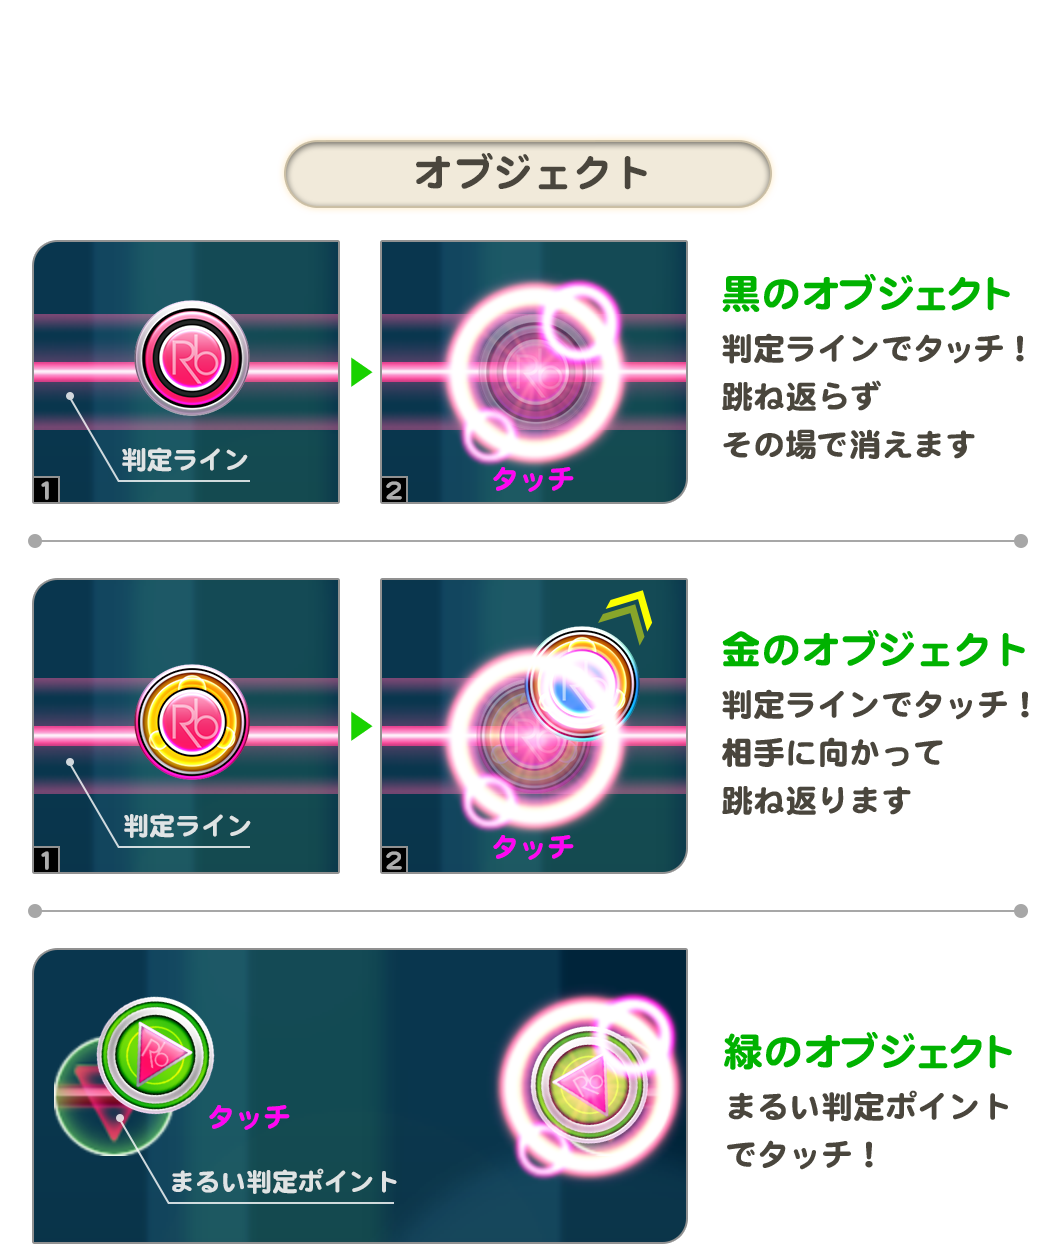 オブジェクト
判定ライン
1
タッチ
2
黒のオブジェクト
判定ラインでタッチ！
跳ね返らず
その場で消えます
判定ライン
1
タッチ
2
金のオブジェクト
判定ラインでタッチ！
相手に向かって
跳ね返ります
タッチ
まるい判定ポイント
緑のオブジェクト
まるい判定ポイント
でタッチ！